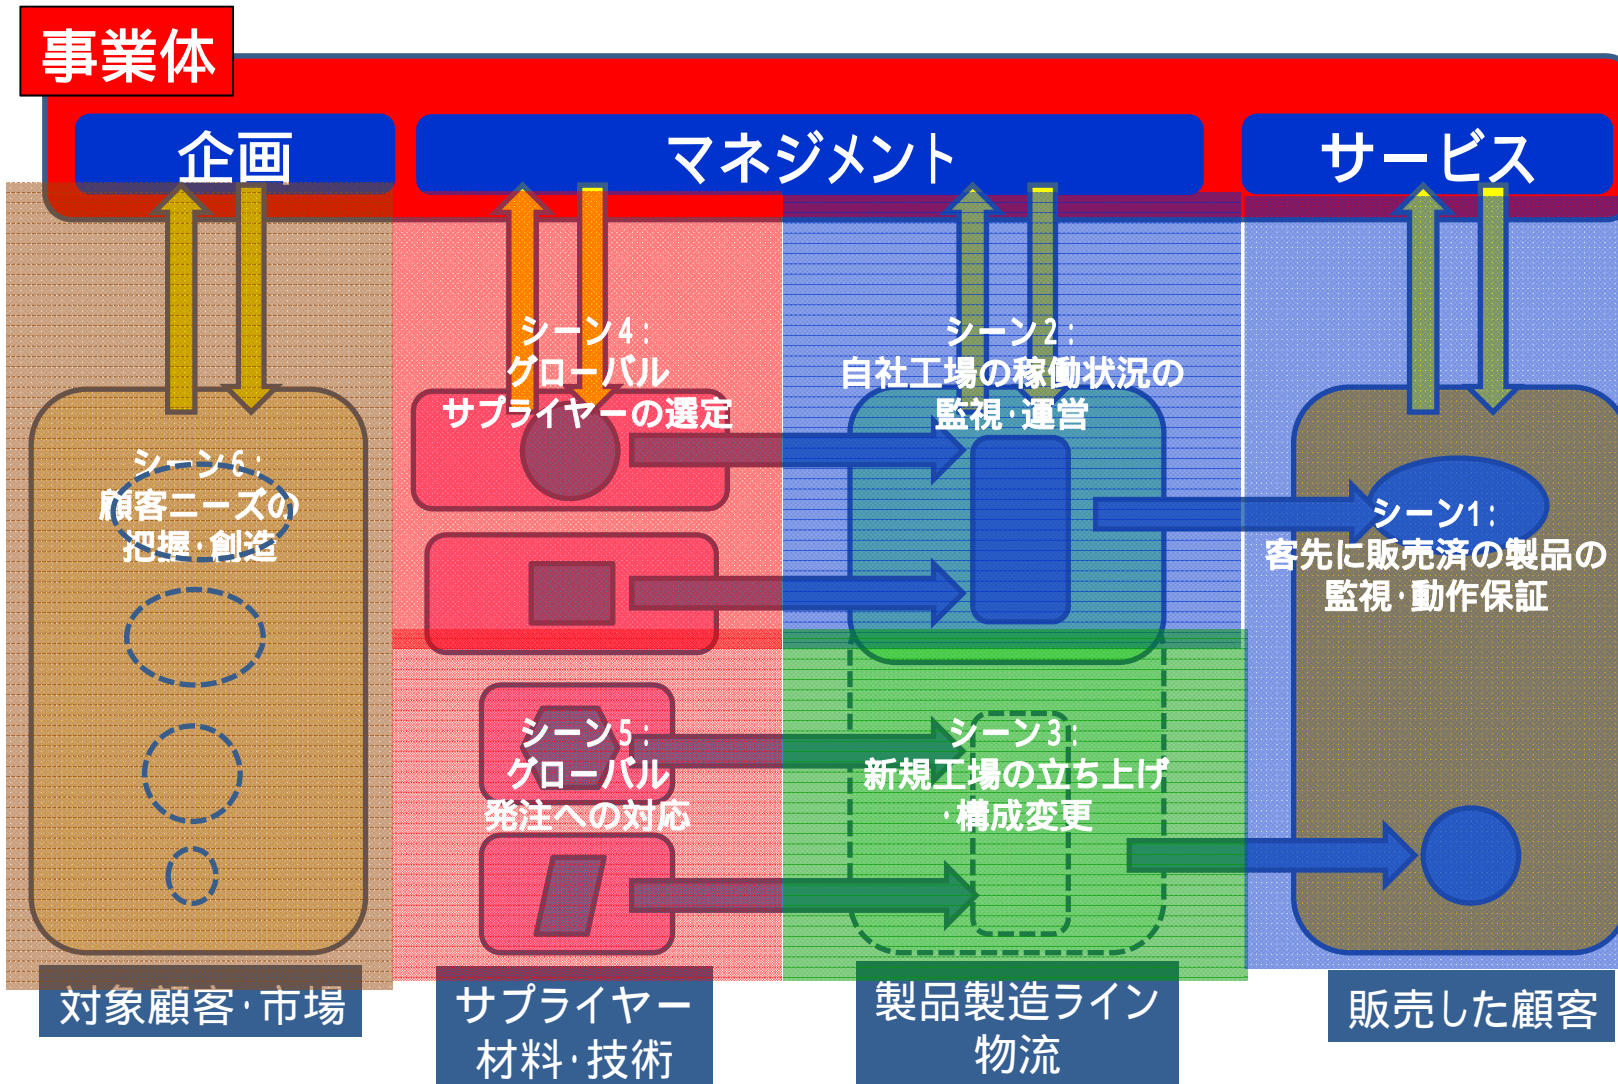 事業体
企画
マネジメント
サービス
シーン4:
グローバル
サプライヤーの選定
シーン2:
自社工場の稼働状況の
監視・運営
シーン6:
顧客ニーズの
把握・創造
シーン1:
客先に販売済の製品の
監視・動作保証
シーン5:
グローバル
発注への対応
シーン3:
新規工場の立ち上げ
・構成変更
対象顧客・市場
サプライヤー
材料・技術
製品製造ライン
物流
販売した顧客